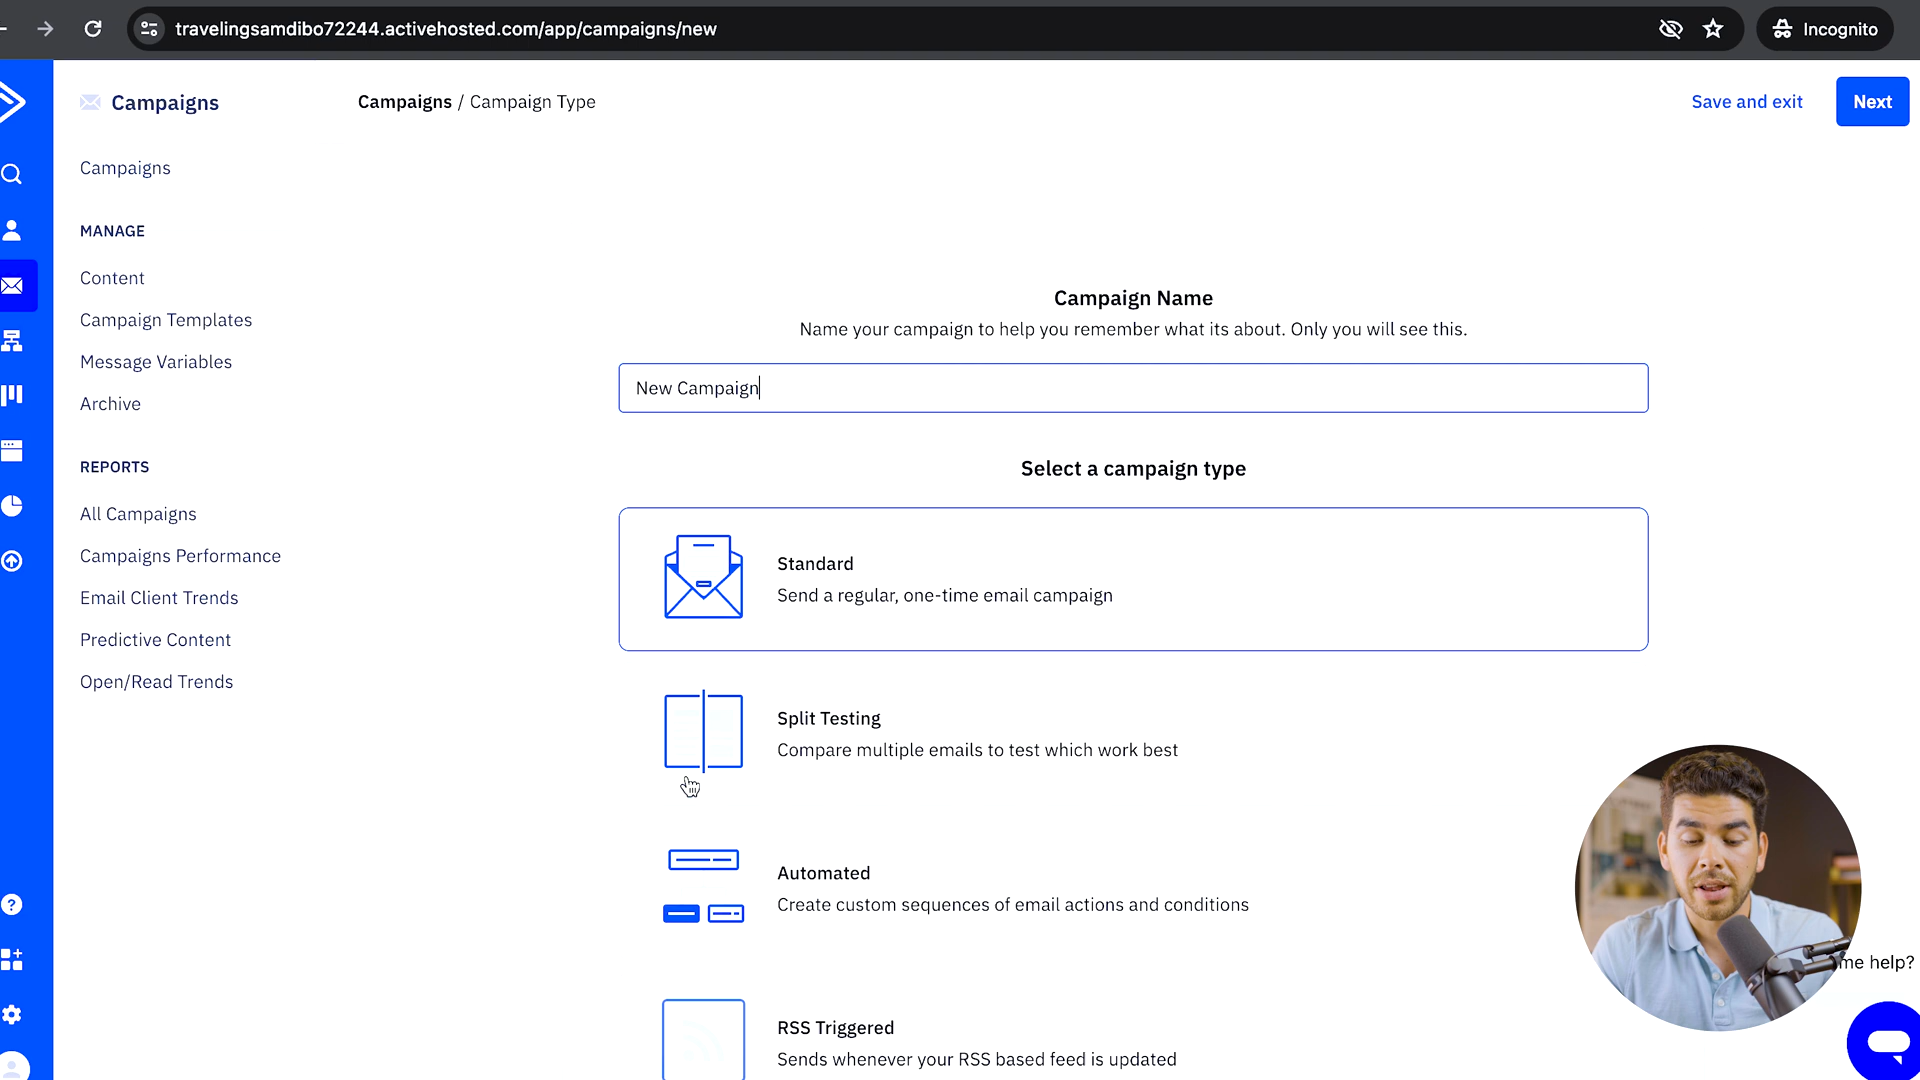 travelingsamdibo72244.activehosted.com/app/campaigns/new
Incognito
Campaigns
Campaigns / Campaign Type
Save and exit
Next
Campaigns
MANAGE
Content
Campaign Templates
Message Variables
Archive
REPORTS
All Campaigns
Campaigns Performance
Email Client Trends
Predictive Content
Open/Read Trends
Campaign Name
Name your campaign to help you remember what its about. Only you will see this.
New Campaign
Select a campaign type
Standard
Send a regular, one-time email campaign
Split Testing
Compare multiple emails to test which work best
Automated
Create custom sequences of email actions and conditions
RSS Triggered
Sends whenever your RSS based feed is updated
me help?